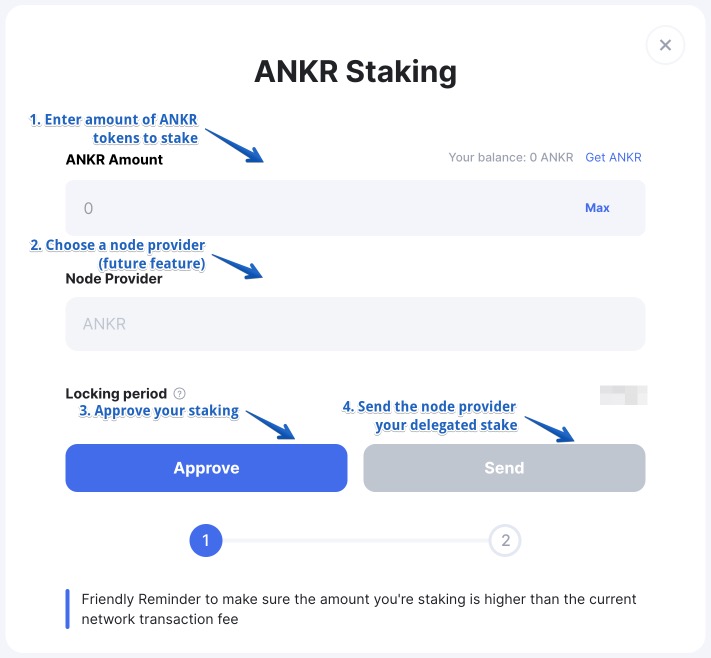 ANKR Staking
1. Enter amount of ANKR
tokens to stake
ANKR Amount
Your balance: 0 ANKR Get ANKR
0
Max
2. Choose a node provider
(future feature)
Node Provider
ANKR
Locking period ?
3. Approve your staking
4. Send the node provider
your delegated stake
Approve
Send
1
2
Friendly Reminder to make sure the amount you're staking is higher than the current
network transaction fee